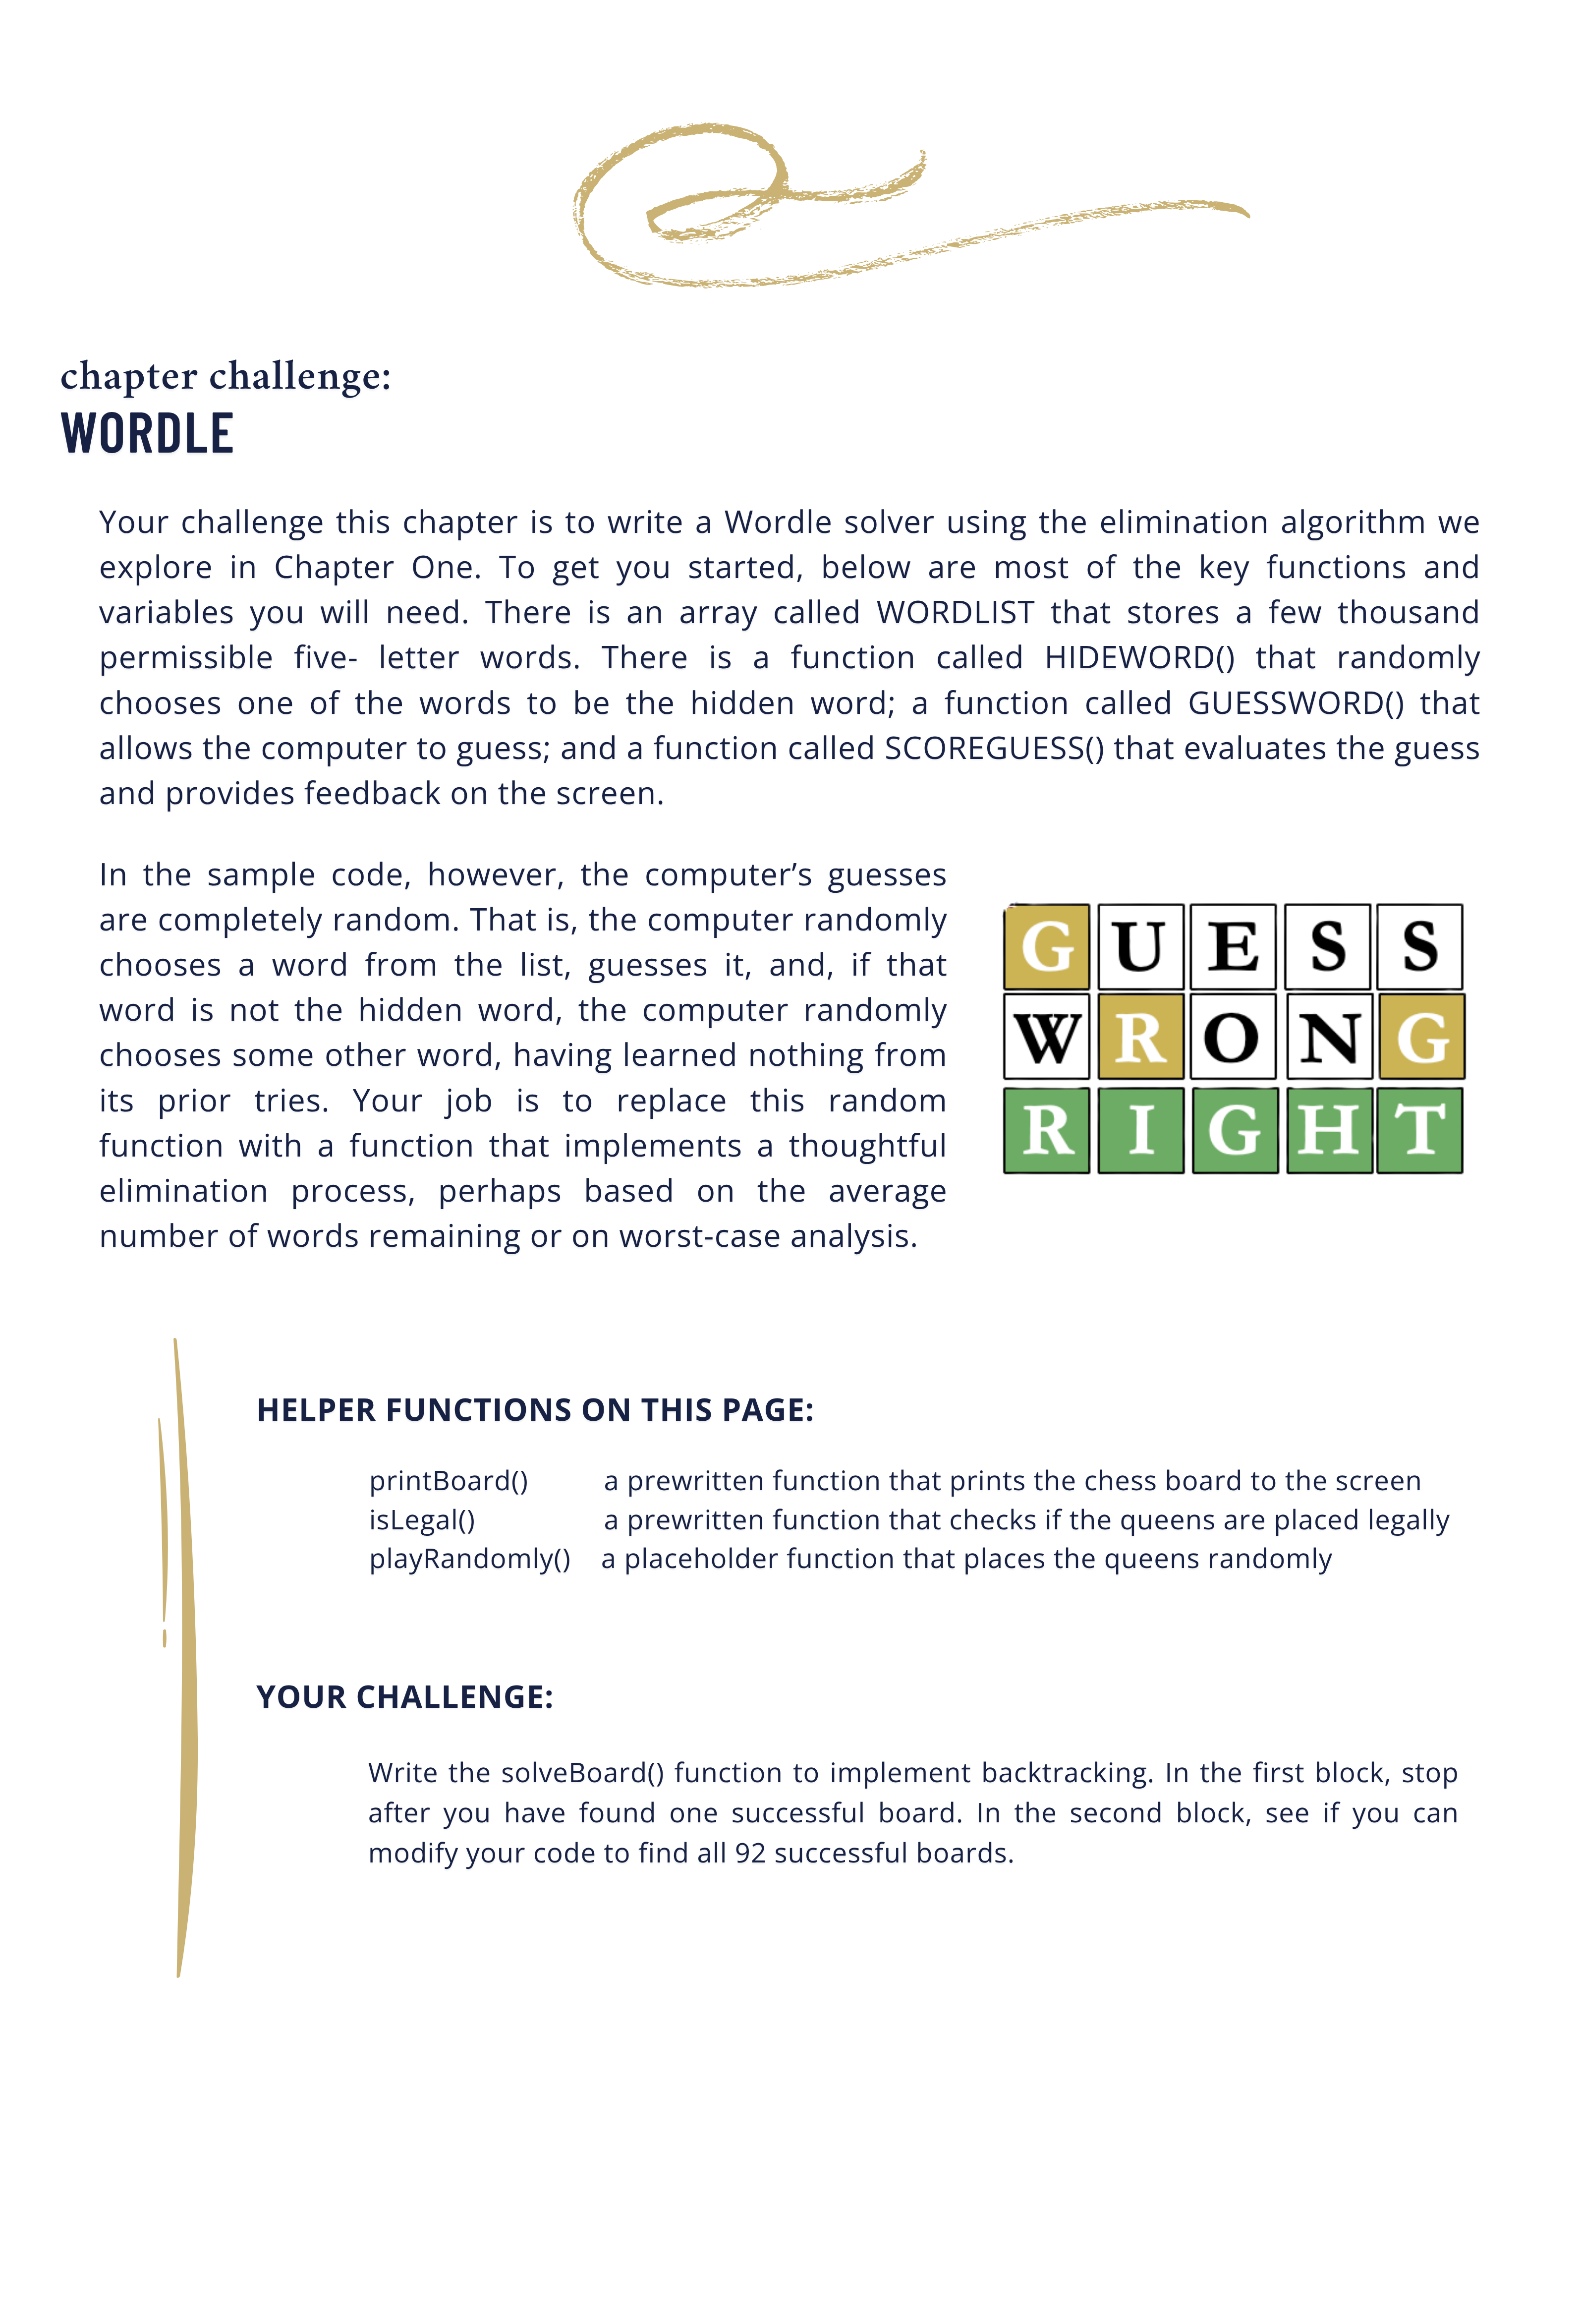 chapter challenge:
WORDLE
Your challenge this chapter is to write a Wordle solver using the elimination algorithm we
explore in Chapter One. To get you started, below are most of the key functions and
variables you will need. There is an array called WORDLIST that stores a few thousand
permissible five- letter words. There is a function called HIDEWORD() that randomly
chooses one of the words to be the hidden word; a function called GUESSWORD() that
allows the computer to guess; and a function called SCOREGUESS() that evaluates the guess
and provides feedback on the screen.
In the sample code, however, the computer’s guesses
are completely random. That is, the computer randomly
chooses a word from the list, guesses it, and, if that
word is not the hidden word, the computer randomly
chooses some other word, having learned nothing from
its prior tries. Your job is to replace this random
function with a function that implements a thoughtful
elimination process, perhaps based on the average
number of words remaining or on worst-case analysis.
GUESS
WRONG
RIGHT
HELPER FUNCTIONS ON THIS PAGE:
printBoard() a prewritten function that prints the chess board to the screen
isLegal() a prewritten function that checks if the queens are placed legally
playRandomly() a placeholder function that places the queens randomly
YOUR CHALLENGE:
Write the solveBoard() function to implement backtracking. In the first block, stop
after you have found one successful board. In the second block, see if you can
modify your code to find all 92 successful boards.